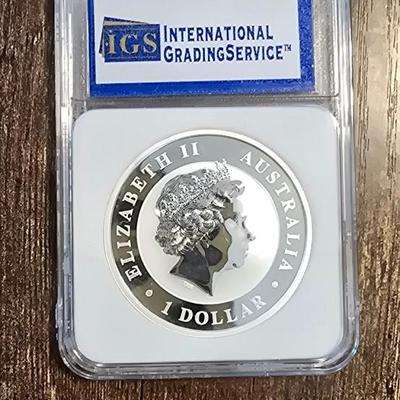 IGS
INTERNATIONAL
GRADINGSERVICE™
ELIZABETH II
AUSTRALIA
1 DOLLAR